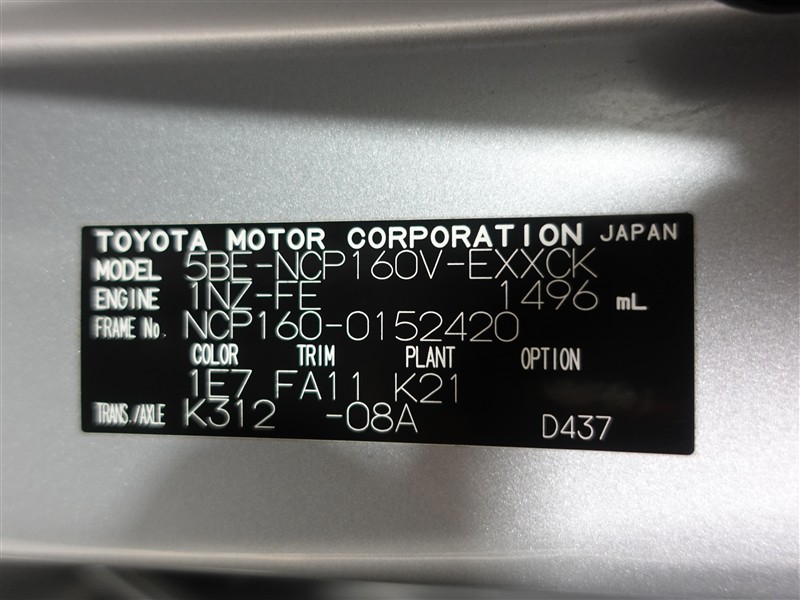 TOYOTA MOTOR CORPORATION JAPAN
MODEL 5BE-NCP160V-EXXCK
ENGINE 1NZ-FE 1496 mL
FRAME No. NCP160-0152420
COLOR TRIM PLANT OPTION
1E7 FA11 K21
TRANS./AXLE K312 -08A D437